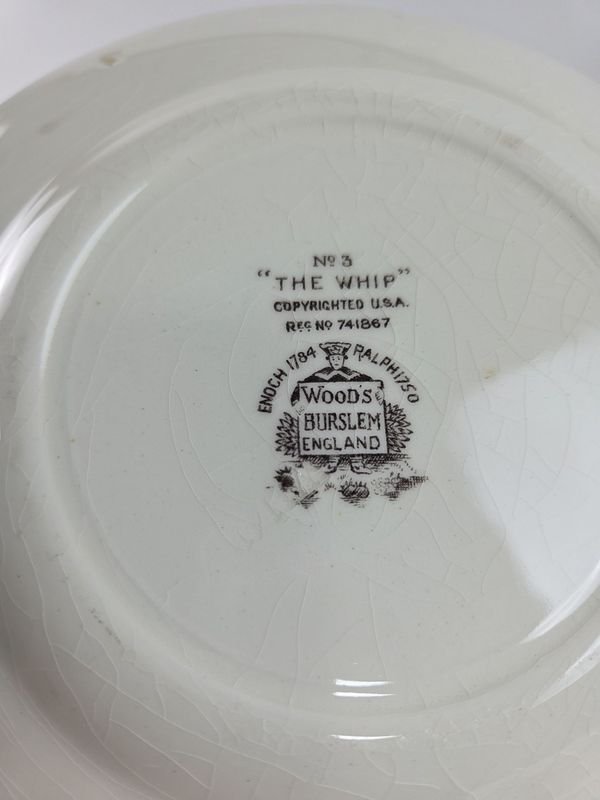 Nº 3
"THE WHIP"
COPYRIGHTED U.S.A.
REG Nº 741867
ENOCH 1784 RALPH 1750
WOOD'S
BURSLEM
ENGLAND